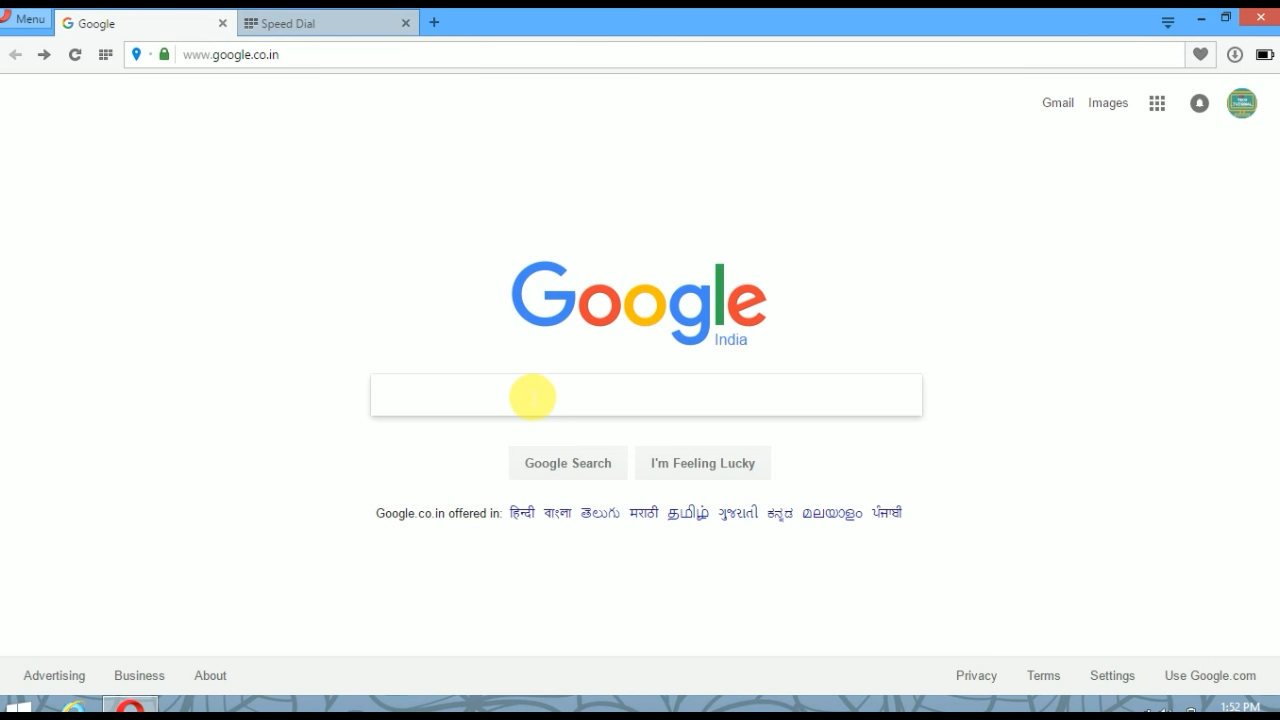 Menu
Google
Speed Dial
www.google.co.in
Gmail Images
Google
India
Google Search
I'm Feeling Lucky
Google.co.in offered in: हिन्दी বাংলা తెలుగు मराठी தமிழ் ગુજરાતી ಕನ್ನಡ മലയാളം ਪੰਜਾਬੀ
Advertising Business About
Privacy Terms Settings Use Google.com
1:52 PM